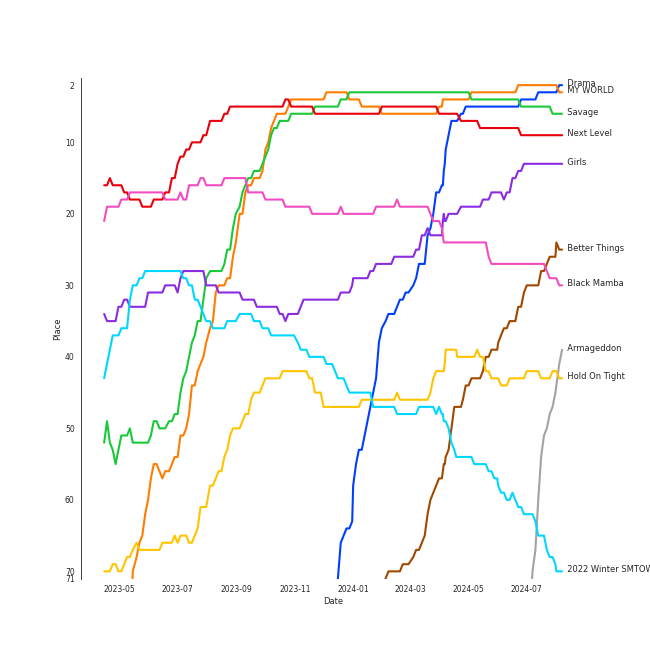 Drama
MY WORLD
Savage
Next Level
Girls
Better Things
Black Mamba
Armageddon
Hold On Tight
2022 Winter SMTOW
Place
2
10
20
30
40
50
60
70
71
2023-05 2023-07 2023-09 2023-11 2024-01 2024-03 2024-05 2024-07
Date